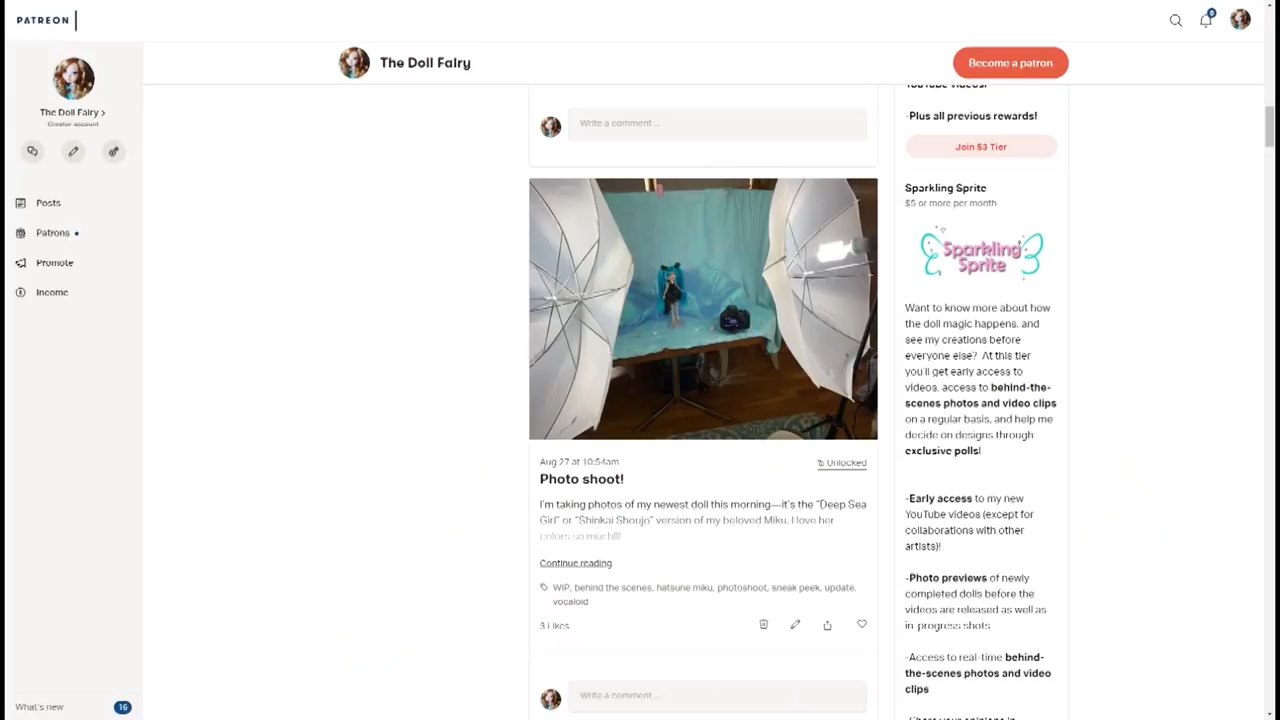 PATREON
8
The Doll Fairy
Become a patron
The Doll Fairy >
Creator account
Posts
Patrons
Promote
Income
What's new
16
Write a comment ...
Aug 27 at 10:54am
Unlocked
Photo shoot!
I'm taking photos of my newest doll this morning—it's the "Deep Sea
Girl" or "Shinkai Shoujo" version of my beloved Miku. I love her
colors so much!!!
Continue reading
WIP, behind the scenes, hatsune miku, photoshoot, sneak peek, update,
vocaloid
3 Likes
Write a comment ...
YouTube videos!
-Plus all previous rewards!
Join $3 Tier
Sparkling Sprite
$5 or more per month
Sparkling
Sprite
Want to know more about how
the doll magic happens, and
see my creations before
everyone else? At this tier
you'll get early access to
videos, access to behind-the-
scenes photos and video clips
on a regular basis, and help me
decide on designs through
exclusive polls!
-Early access to my new
YouTube videos (except for
collaborations with other
artists)!
-Photo previews of newly
completed dolls before the
videos are released as well as
in-progress shots
-Access to real-time behind-
the-scenes photos and video
clips